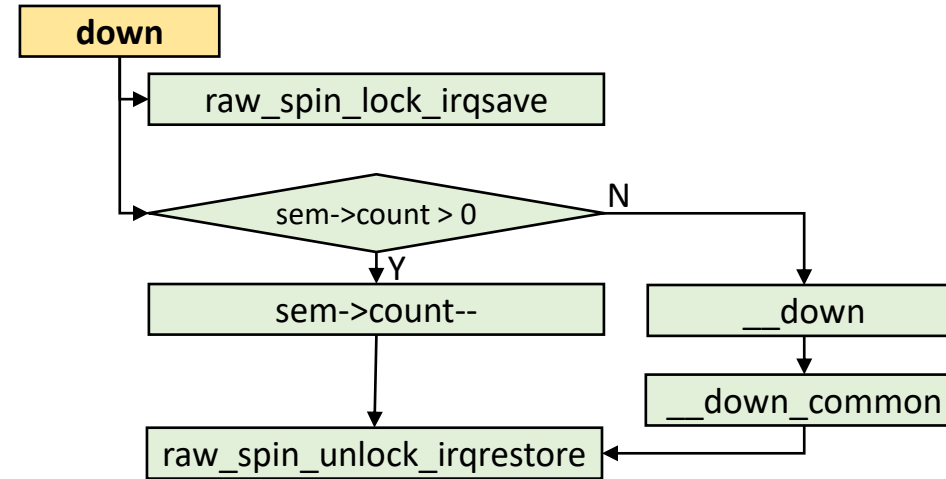 down
raw_spin_lock_irqsave
sem->count > 0
N
Y
sem->count--
__down
__down_common
raw_spin_unlock_irqrestore